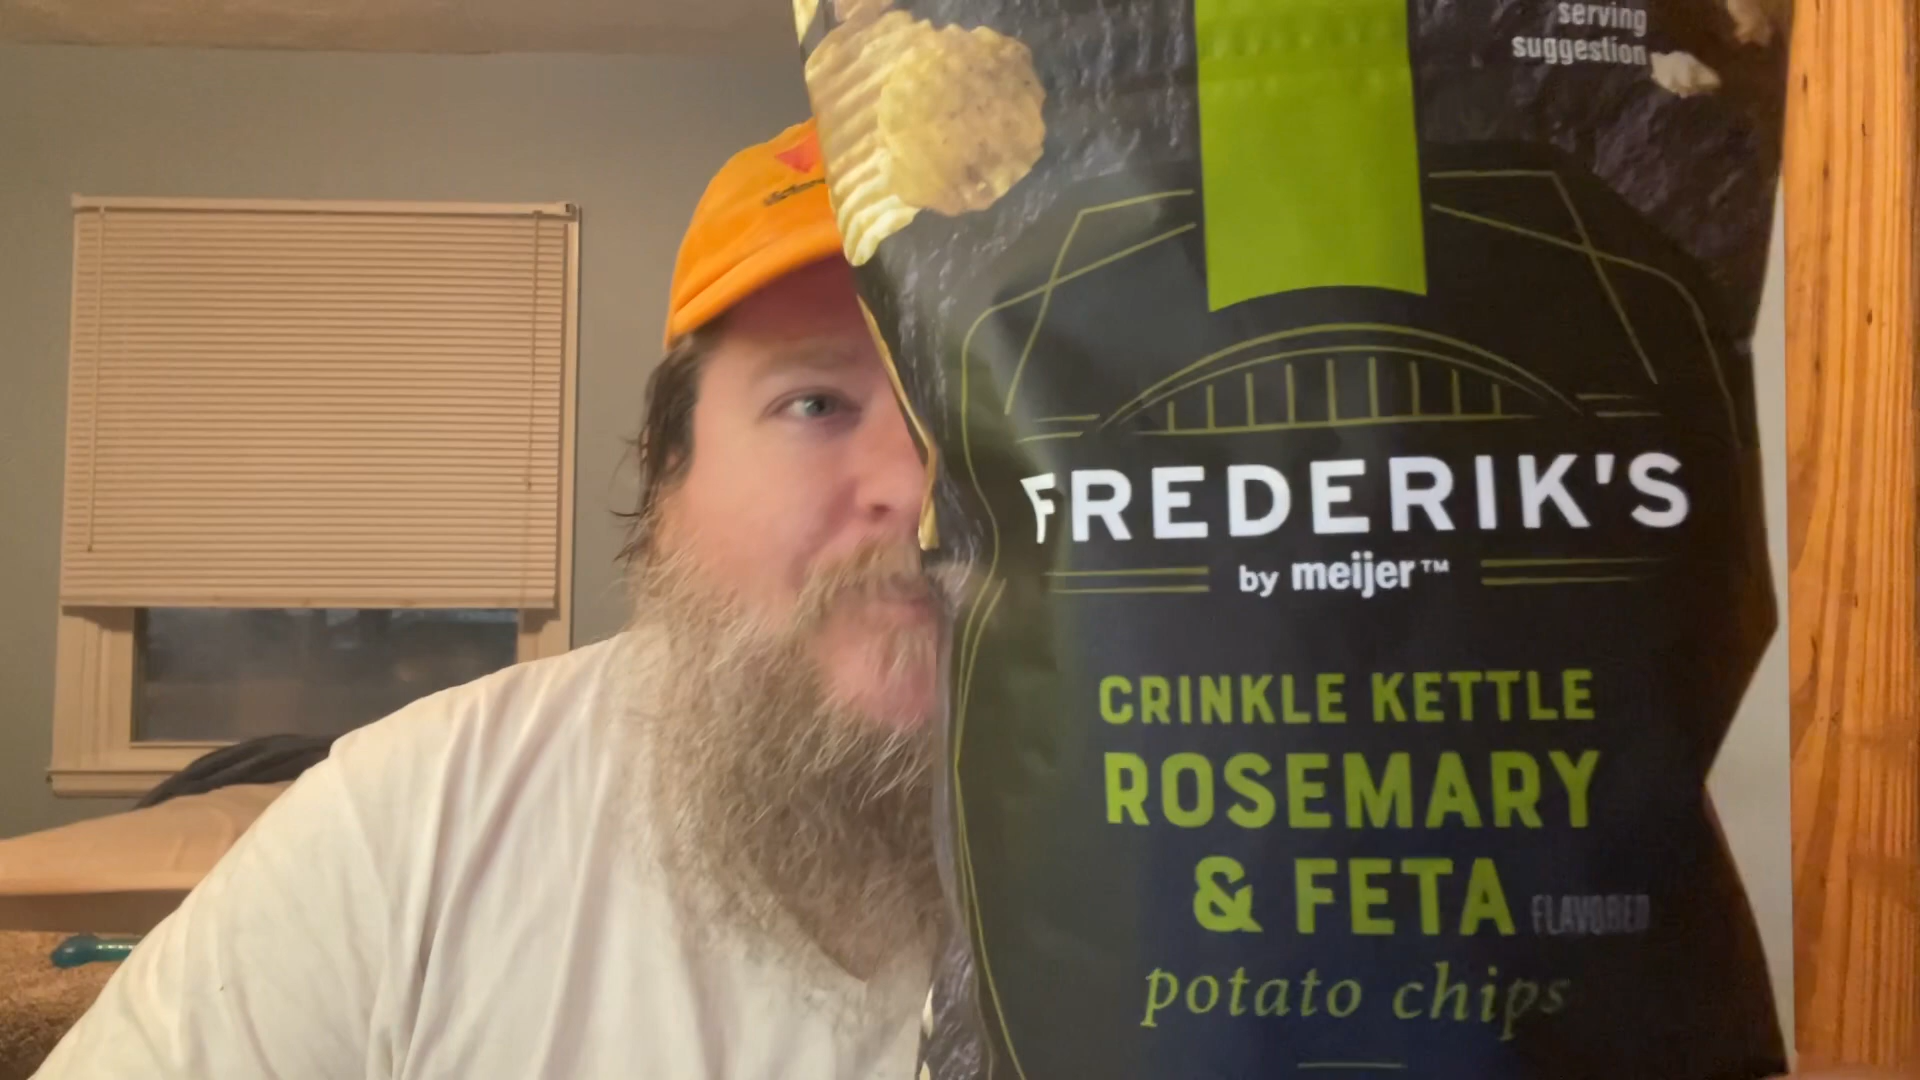 serving
suggestion
FREDERIK'S
by meijer™
CRINKLE KETTLE
ROSEMARY
& FETA FLAVORED
potato chips